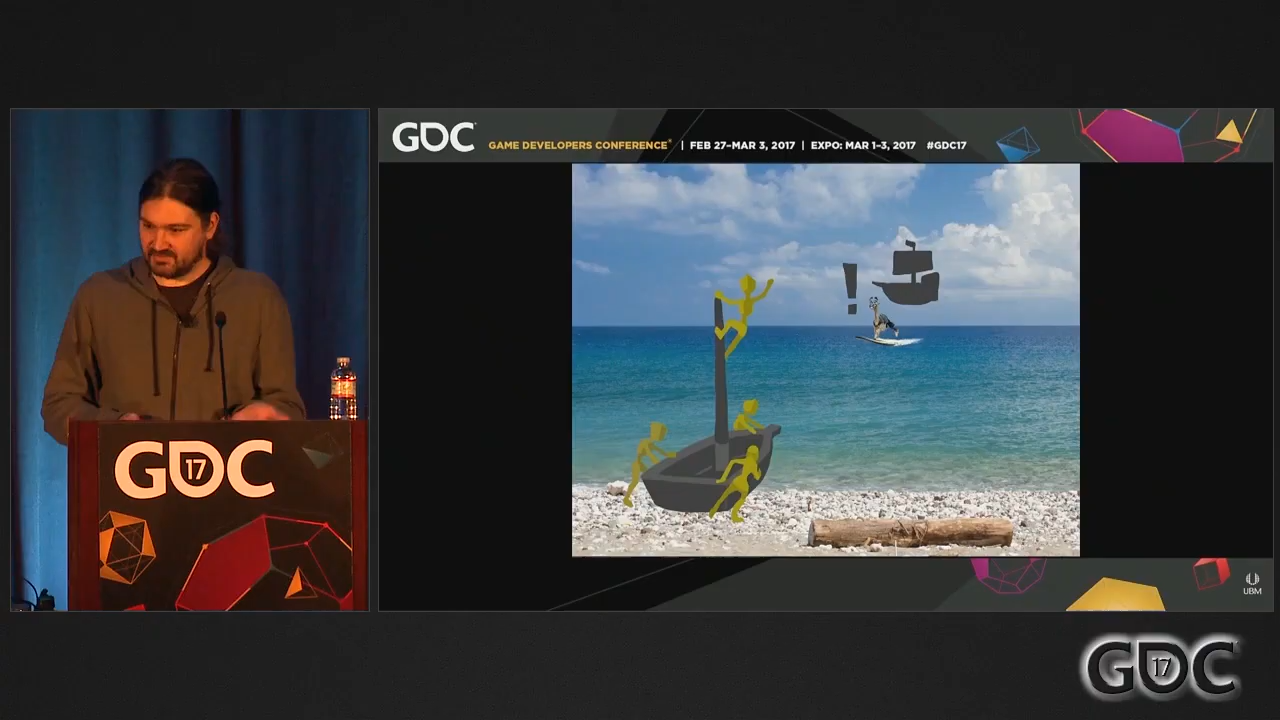 GDC
GAME DEVELOPERS CONFERENCE® | FEB 27–MAR 3, 2017 | EXPO: MAR 1–3, 2017 #GDC17
!
GDC
17
UBM
GDC
17